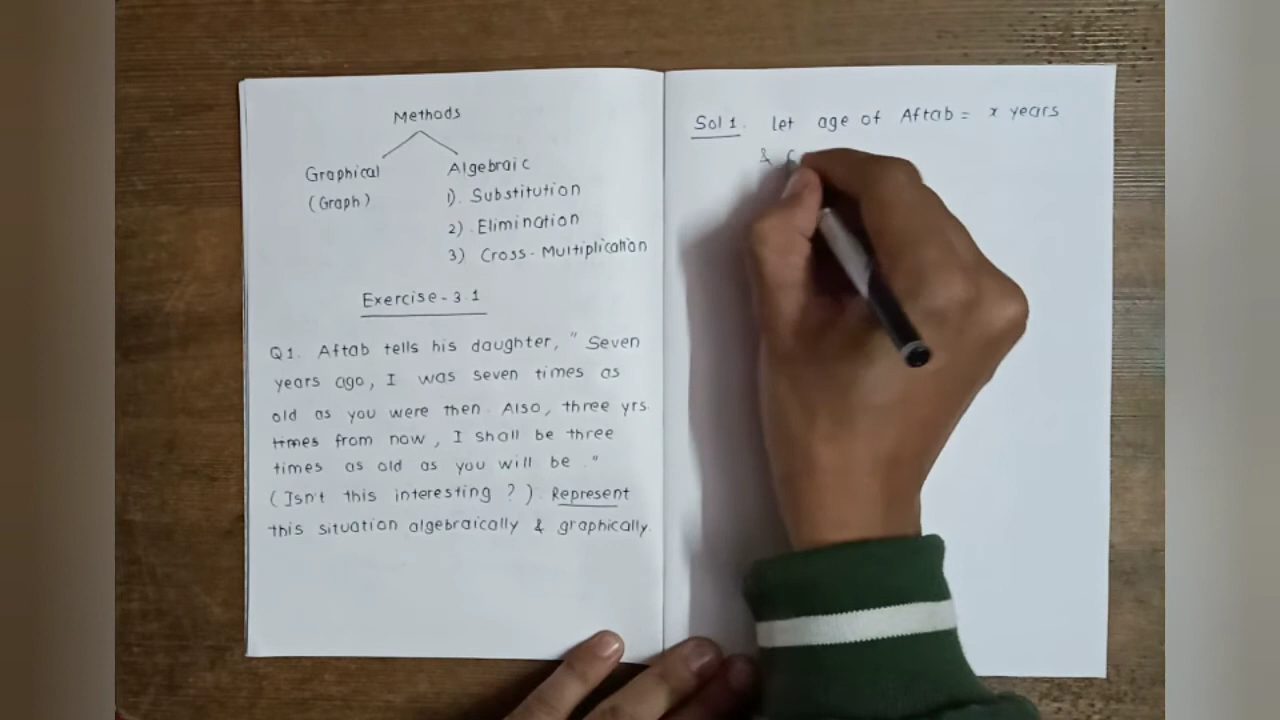 Methods
Graphical
(Graph)
Algebraic
1). Substitution
2). Elimination
3) Cross-Multiplication
Exercise-3.1
Q1. Aftab tells his daughter, "Seven
years ago, I was seven times as
old as you were then. Also, three yrs.
times from now, I shall be three
times as old as you will be."
(Isn't this interesting?). Represent
this situation algebraically & graphically.
Sol 1. Let age of Aftab = x years
&